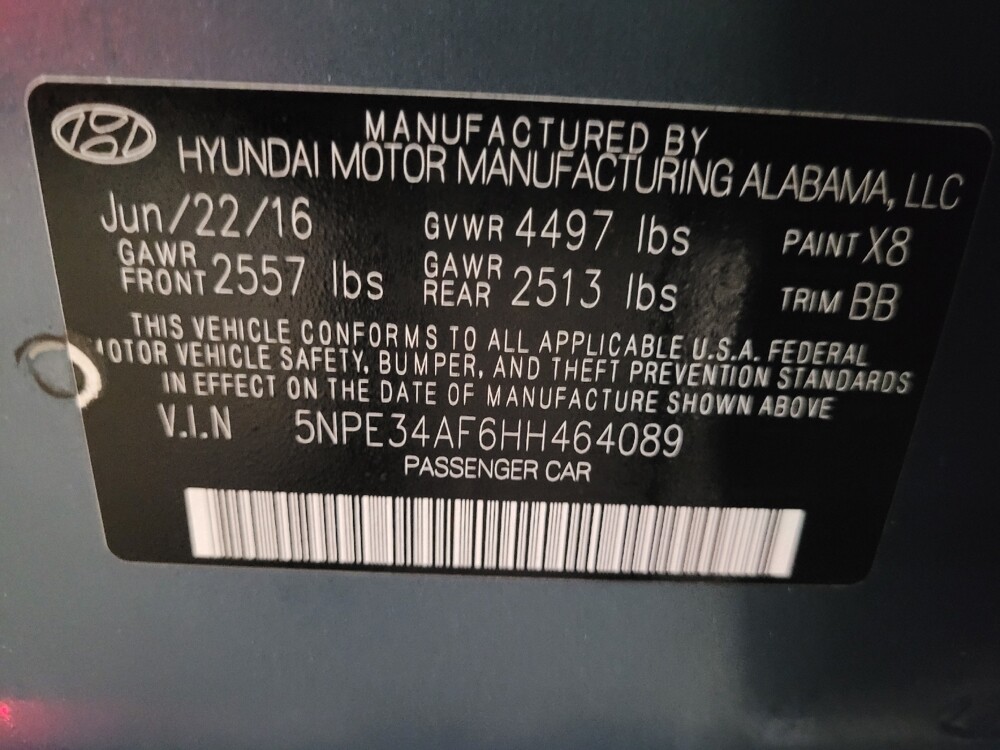 MANUFACTURED BY
HYUNDAI MOTOR MANUFACTURING ALABAMA, LLC
Jun/22/16 GVWR 4497 lbs PAINT X8
GAWR FRONT 2557 lbs GAWR REAR 2513 lbs TRIM BB
THIS VEHICLE CONFORMS TO ALL APPLICABLE U.S.A. FEDERAL
MOTOR VEHICLE SAFETY, BUMPER, AND THEFT PREVENTION STANDARDS
IN EFFECT ON THE DATE OF MANUFACTURE SHOWN ABOVE
V.I.N 5NPE34AF6HH464089
PASSENGER CAR